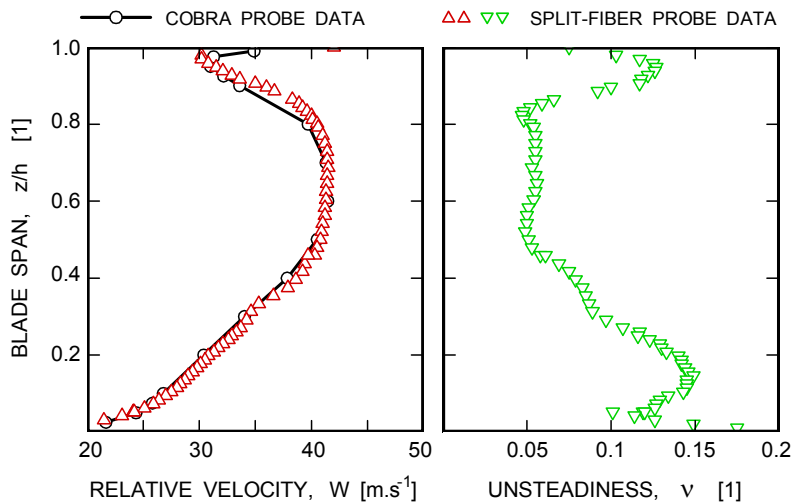 COBRA PROBE DATA
SPLIT-FIBER PROBE DATA
BLADE SPAN, z/h [1]
1.0
0.8
0.6
0.4
0.2
20 30 40 50
0.05 0.1 0.15 0.2
RELATIVE VELOCITY, W [m.s⁻¹]
UNSTEADINESS, ν [1]